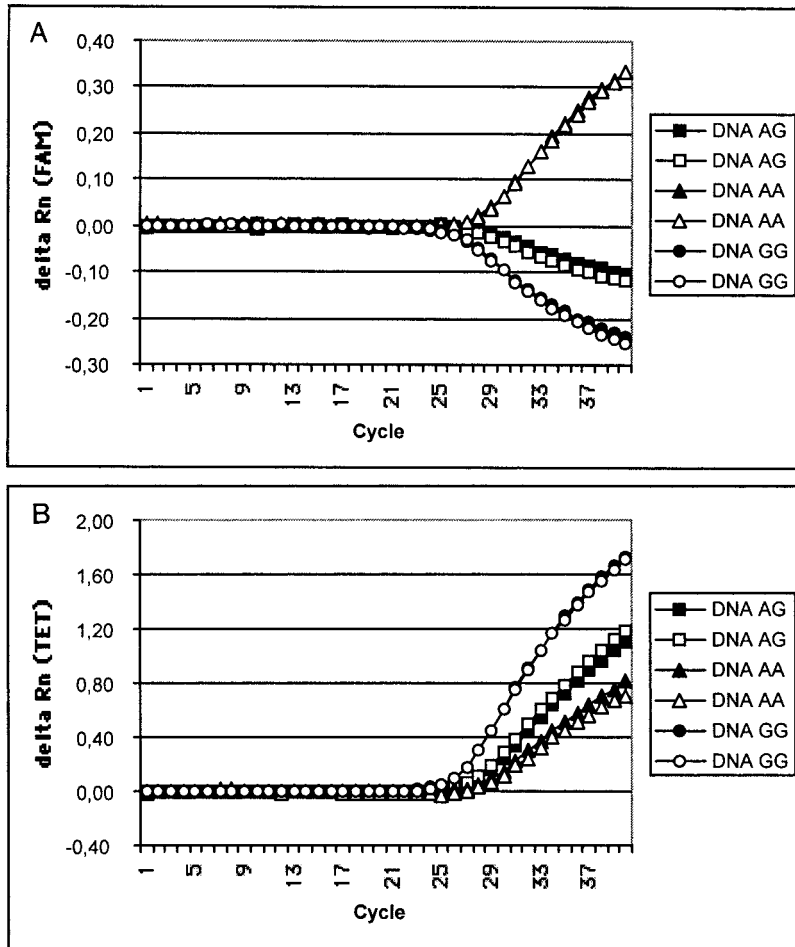 A
0,40
0,30
0,20
0,10
0,00
-0,10
-0,20
-0,30
delta Rn (FAM)
1 5 9 13 17 21 25 29 33 37
Cycle
DNA AG
DNA AG
DNA AA
DNA AA
DNA GG
DNA GG
B
2,00
1,60
1,20
0,80
0,40
0,00
-0,40
delta Rn (TET)
1 5 9 13 17 21 25 29 33 37
Cycle
DNA AG
DNA AG
DNA AA
DNA AA
DNA GG
DNA GG